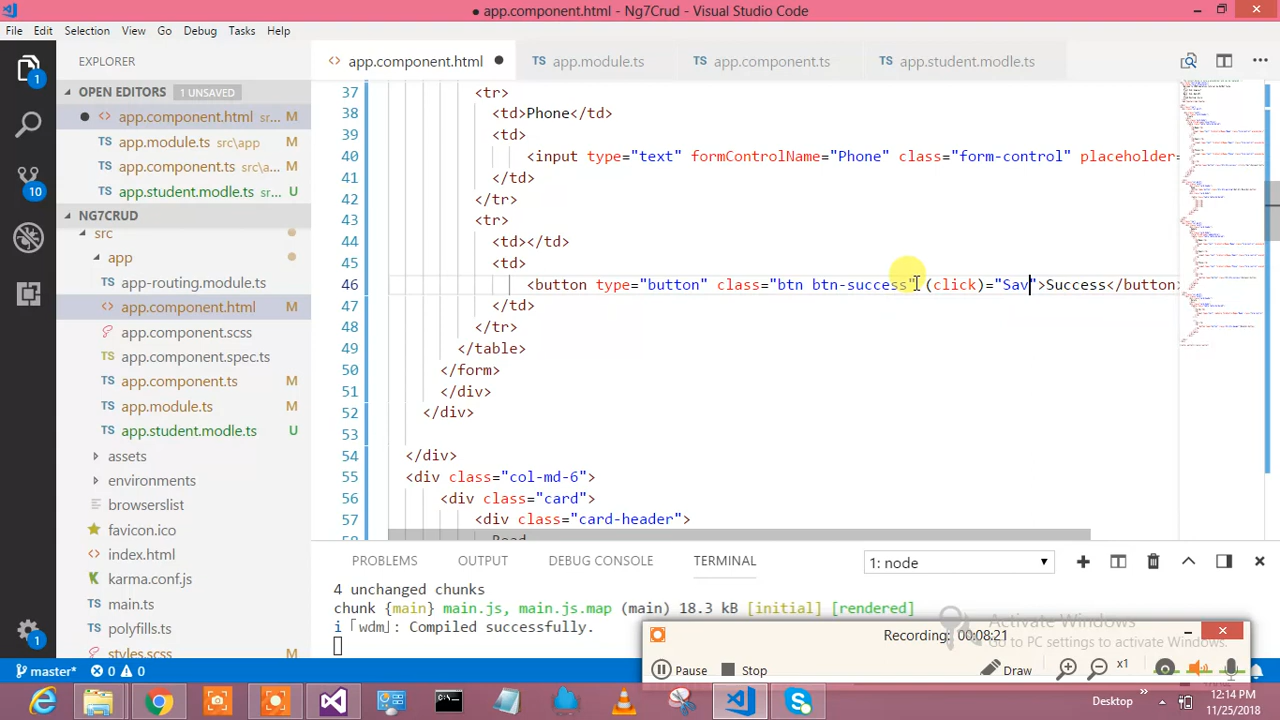 ● app.component.html - Ng7Crud - Visual Studio Code
File Edit Selection View Go Debug Tasks Help
EXPLORER
<> app.component.html ●
TS app.module.ts
TS app.component.ts
TS app.student.modle.ts
OPEN EDITORS 1 UNSAVED
● <> app.component.html sr... M
TS app.module.ts src\app M
TS app.component.ts src\a... M
TS app.student.modle.ts s... U
NG7CRUD
src
app
TS app-routing.module.ts
<> app.component.html M
app.component.scss
TS app.component.spec.ts
TS app.component.ts M
TS app.module.ts M
TS app.student.modle.ts U
assets
environments
browserslist
favicon.ico
<> index.html
karma.conf.js
TS main.ts
TS polyfills.ts
styles.scss
1
10
1
37 <tr>
38 <td>Phone</td>
39 <td>
40 <input type="text" formControlName="Phone" class="form-control" placeholder=
41 </td>
42 </tr>
43 <tr>
44 <td></td>
45 <td>
46 <button type="button" class="btn btn-success" (click)="Sav">Success</button>
47 </td>
48 </tr>
49 </table>
50 </form>
51 </div>
52 </div>
53
54 </div>
55 <div class="col-md-6">
56 <div class="card">
57 <div class="card-header">
58 Read
PROBLEMS OUTPUT DEBUG CONSOLE TERMINAL 1: node
4 unchanged chunks
chunk {main} main.js, main.js.map (main) 18.3 kB [initial] [rendered]
i ｢wdm｣: Compiled successfully.
Activate Windows
Go to PC settings to activate Windows.
Recording: 00:08:21
Pause Stop Draw x1
master* 0 0
Desktop
12:14 PM
11/25/2018